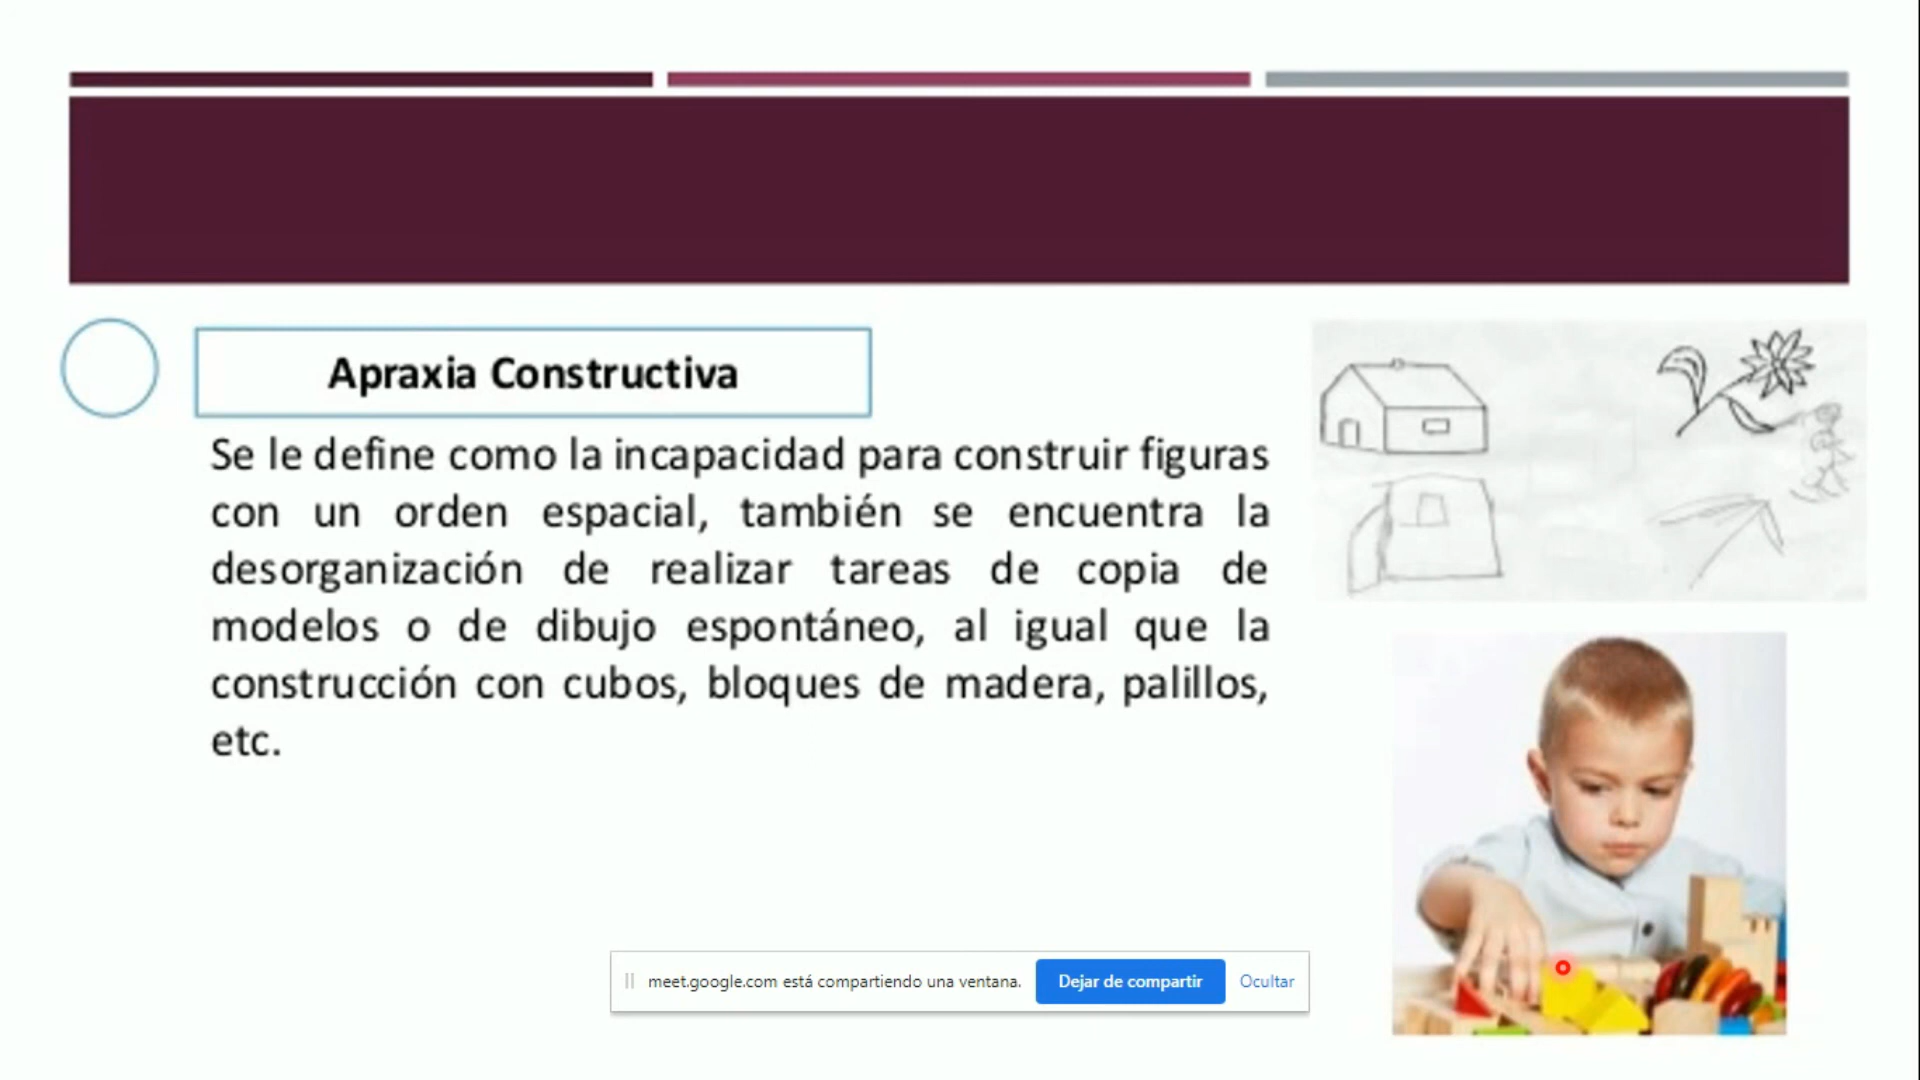 Apraxia Constructiva
Se le define como la incapacidad para construir figuras
con un orden espacial, también se encuentra la
desorganización de realizar tareas de copia de
modelos o de dibujo espontáneo, al igual que la
construcción con cubos, bloques de madera, palillos,
etc.
meet.google.com está compartiendo una ventana. Dejar de compartir Ocultar